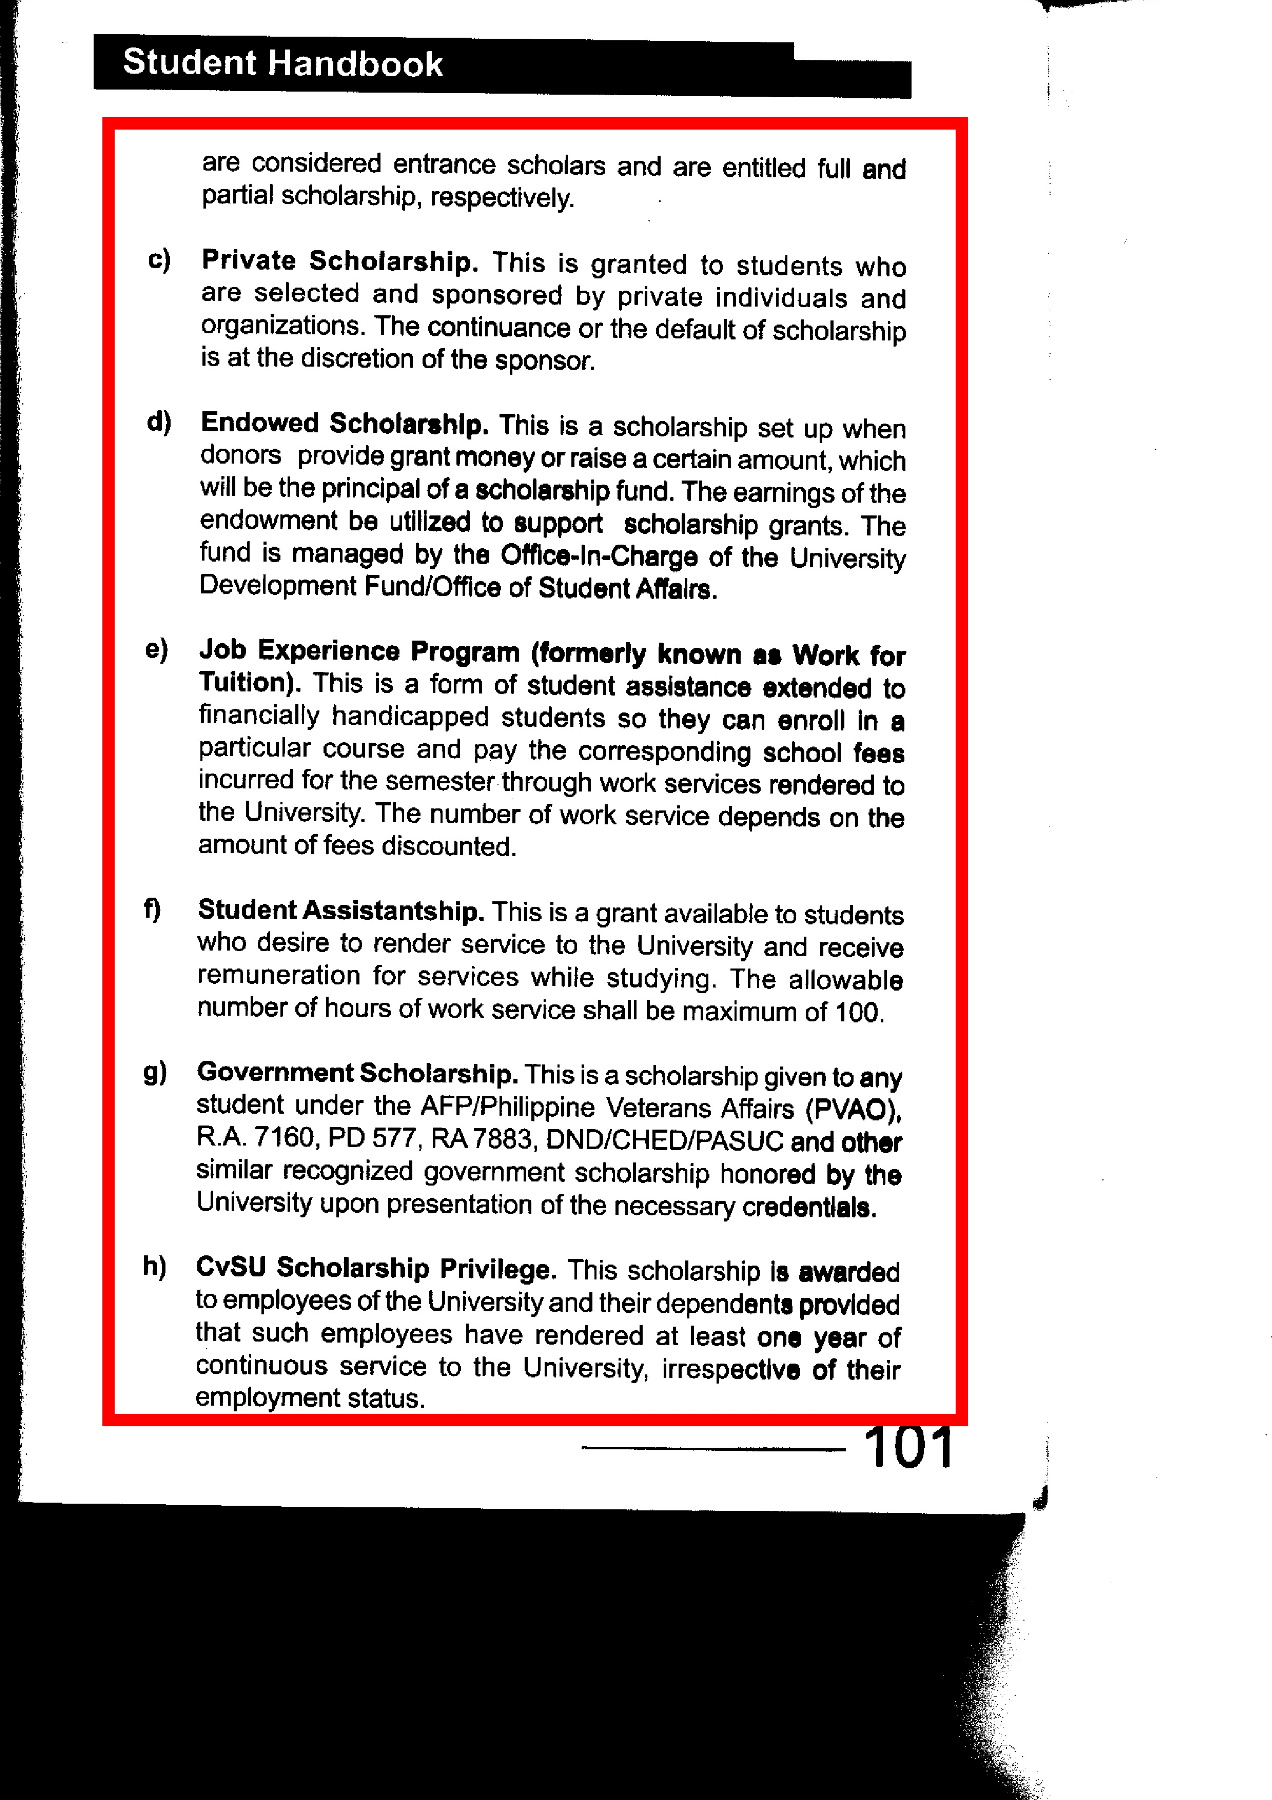 Student Handbook
are considered entrance scholars and are entitled full and
partial scholarship, respectively.
c) Private Scholarship. This is granted to students who
are selected and sponsored by private individuals and
organizations. The continuance or the default of scholarship
is at the discretion of the sponsor.
d) Endowed Scholarship. This is a scholarship set up when
donors provide grant money or raise a certain amount, which
will be the principal of a scholarship fund. The earnings of the
endowment be utilized to support scholarship grants. The
fund is managed by the Office-In-Charge of the University
Development Fund/Office of Student Affairs.
e) Job Experience Program (formerly known as Work for
Tuition). This is a form of student assistance extended to
financially handicapped students so they can enroll in a
particular course and pay the corresponding school fees
incurred for the semester through work services rendered to
the University. The number of work service depends on the
amount of fees discounted.
f) Student Assistantship. This is a grant available to students
who desire to render service to the University and receive
remuneration for services while studying. The allowable
number of hours of work service shall be maximum of 100.
g) Government Scholarship. This is a scholarship given to any
student under the AFP/Philippine Veterans Affairs (PVAO),
R.A. 7160, PD 577, RA 7883, DND/CHED/PASUC and other
similar recognized government scholarship honored by the
University upon presentation of the necessary credentials.
h) CvSU Scholarship Privilege. This scholarship is awarded
to employees of the University and their dependents provided
that such employees have rendered at least one year of
continuous service to the University, irrespective of their
employment status.
101